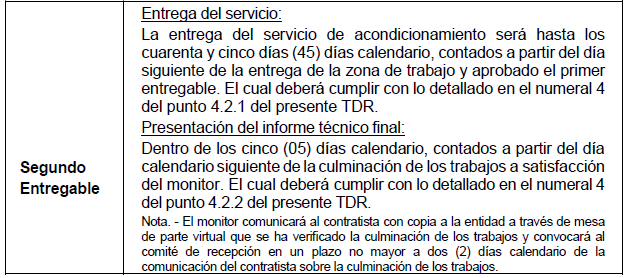 Entrega del servicio:
La entrega del servicio de acondicionamiento será hasta los
cuarenta y cinco días (45) días calendario, contados a partir del día
siguiente de la entrega de la zona de trabajo y aprobado el primer
entregable. El cual deberá cumplir con lo detallado en el numeral 4
del punto 4.2.1 del presente TDR.
Presentación del informe técnico final:
Dentro de los cinco (05) días calendario, contados a partir del día
calendario siguiente de la culminación de los trabajos a satisfacción
del monitor. El cual deberá cumplir con lo detallado en el numeral 4
del punto 4.2.2 del presente TDR.
Segundo
Entregable
Nota. - El monitor comunicará al contratista con copia a la entidad a través de mesa
de parte virtual que se ha verificado la culminación de los trabajos y convocará al
comité de recepción en un plazo no mayor a dos (2) días calendario de la
comunicación del contratista sobre la culminación de los trabajos.